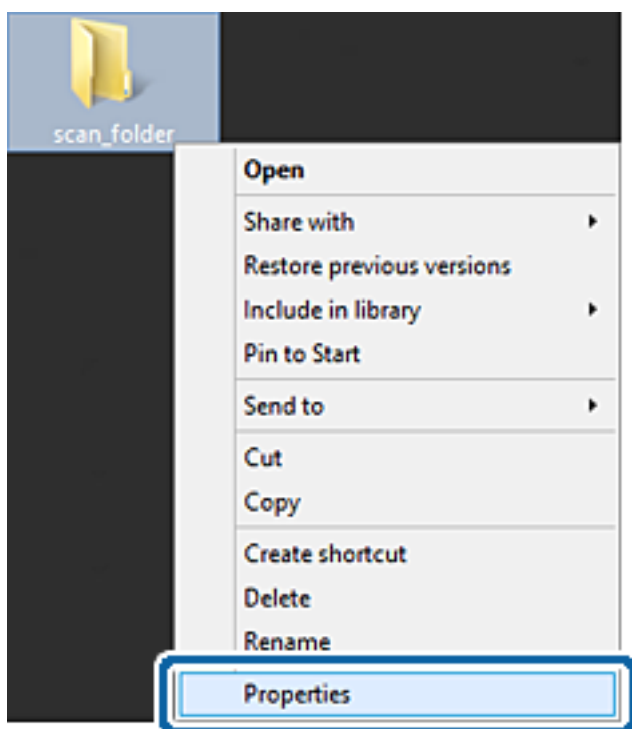 scan_folder
Open
Share with
Restore previous versions
Include in library
Pin to Start
Send to
Cut
Copy
Create shortcut
Delete
Rename
Properties